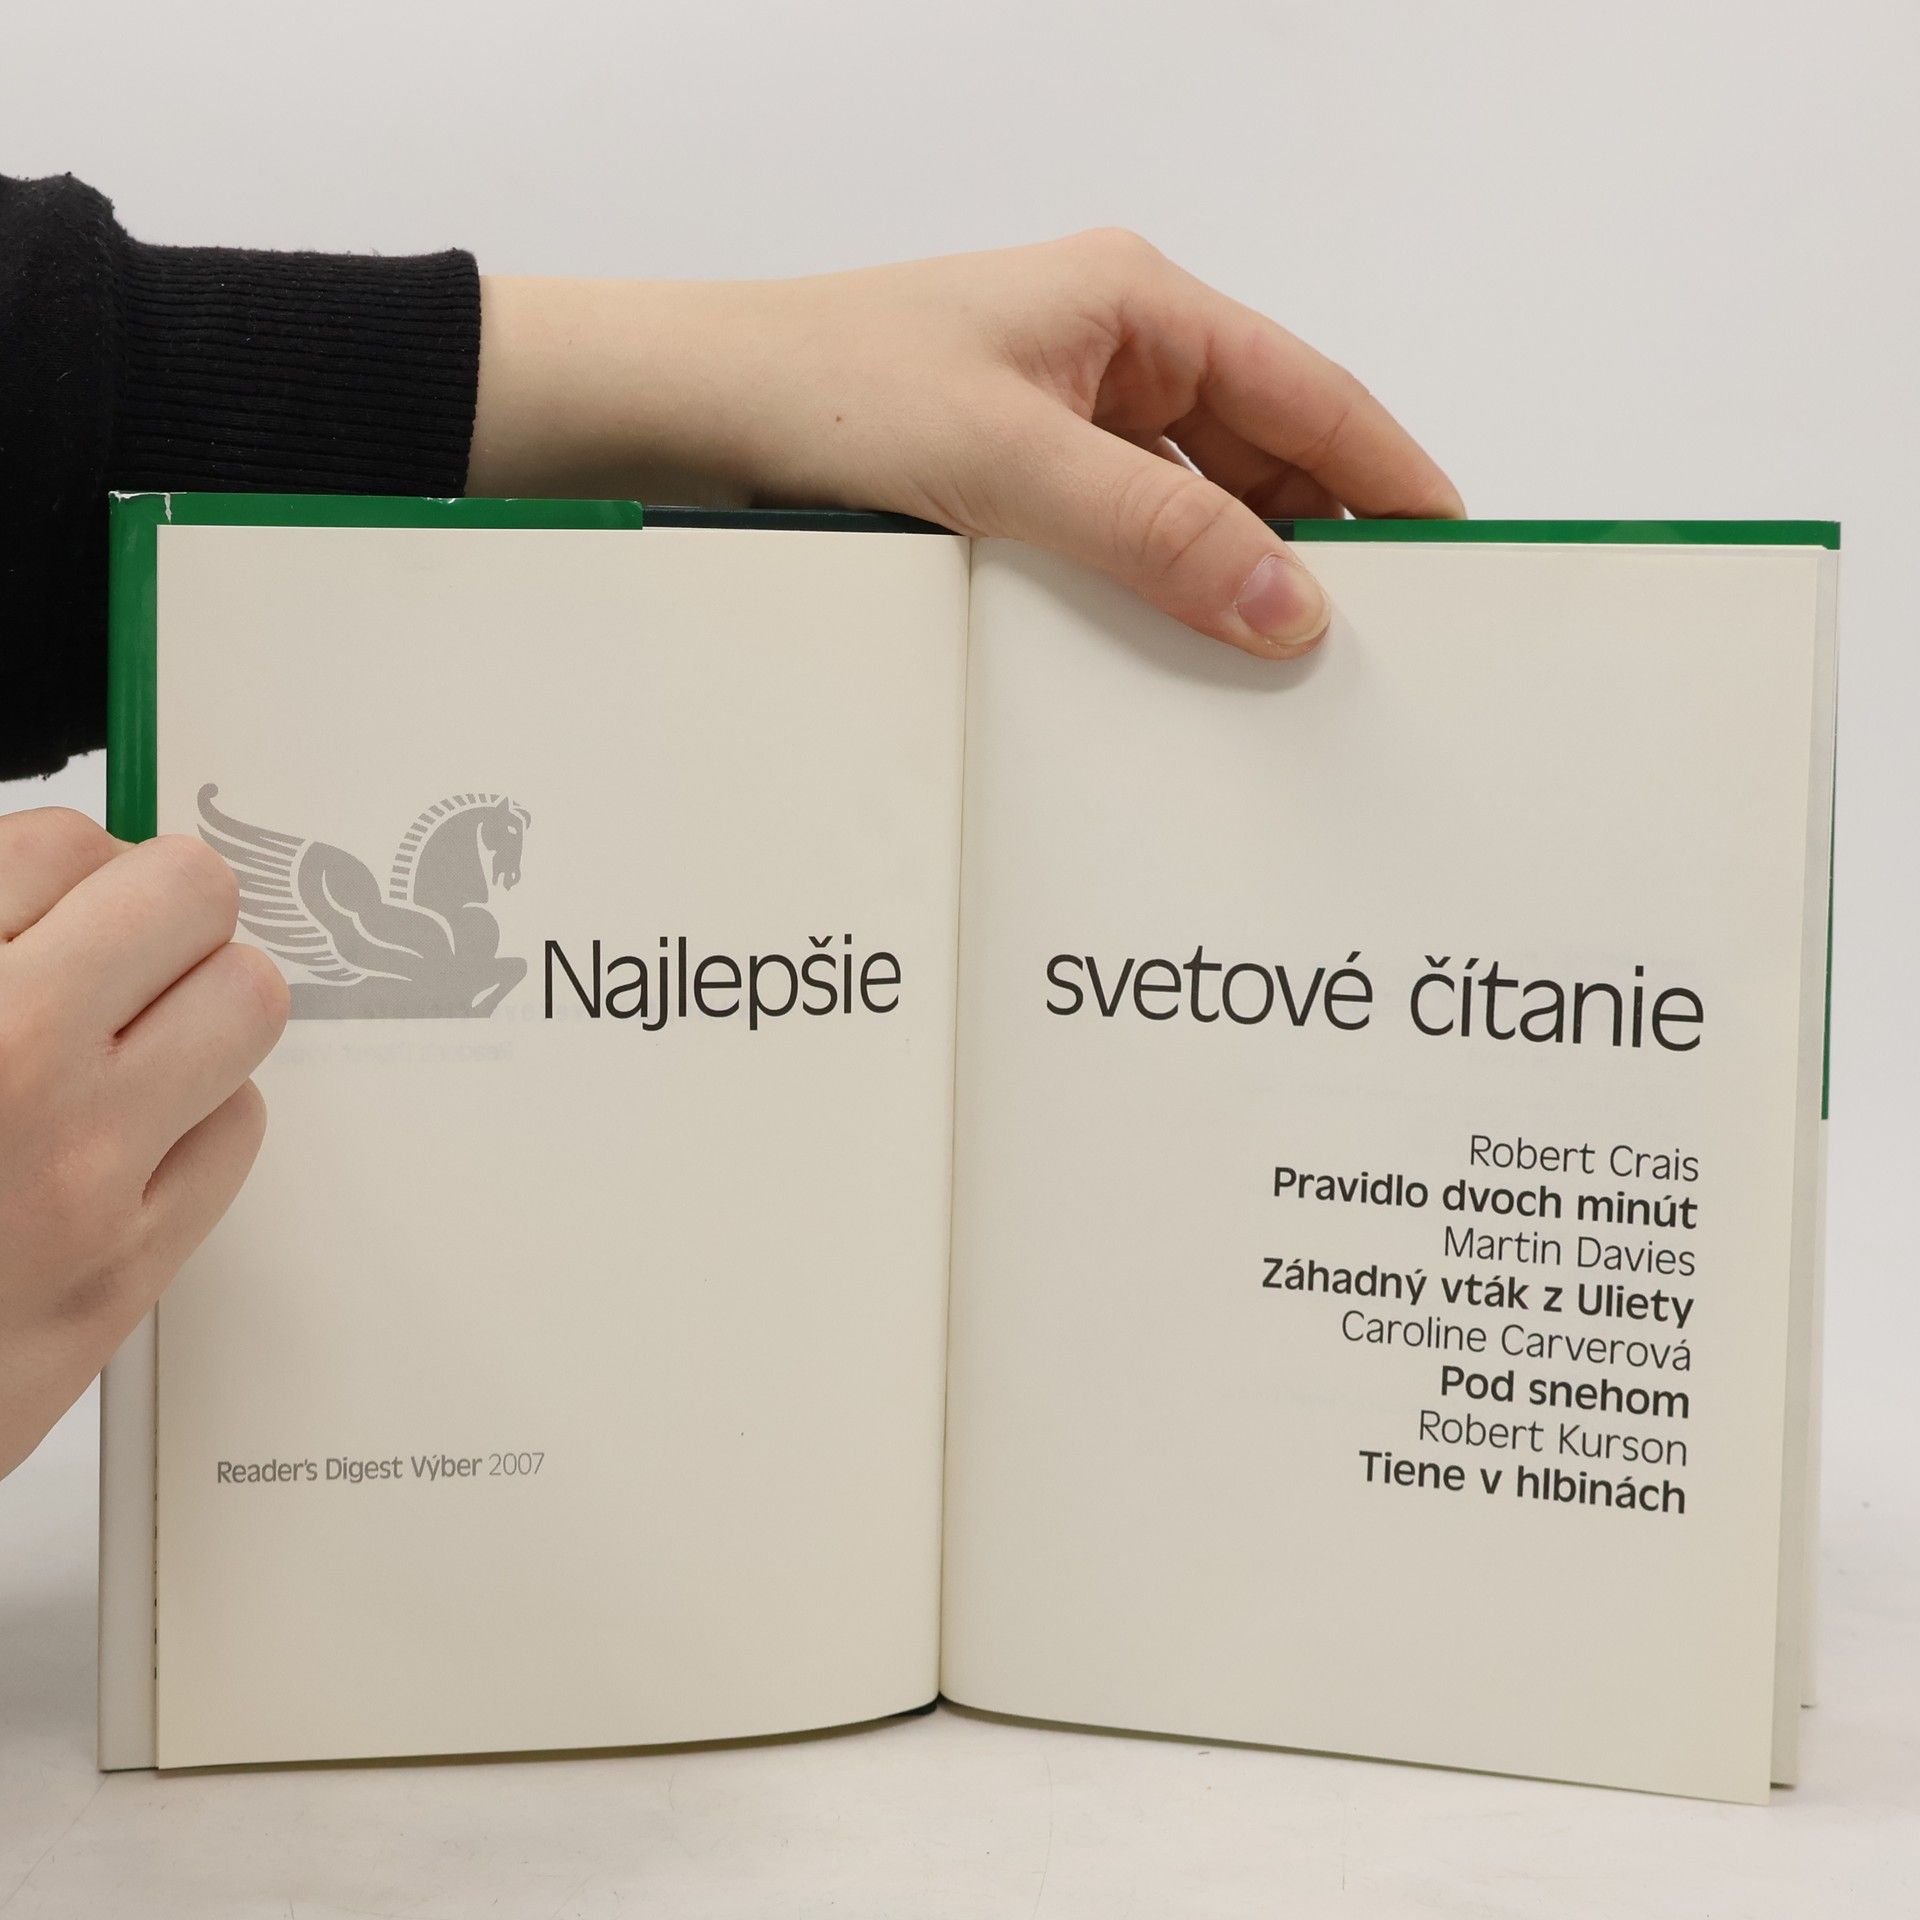 Najlepšie
svetové čítanie
Robert Crais
Pravidlo dvoch minút
Martin Davies
Záhadný vták z Uliety
Caroline Carverová
Pod snehom
Robert Kurson
Tiene v hlbinách
Reader's Digest Výber 2007